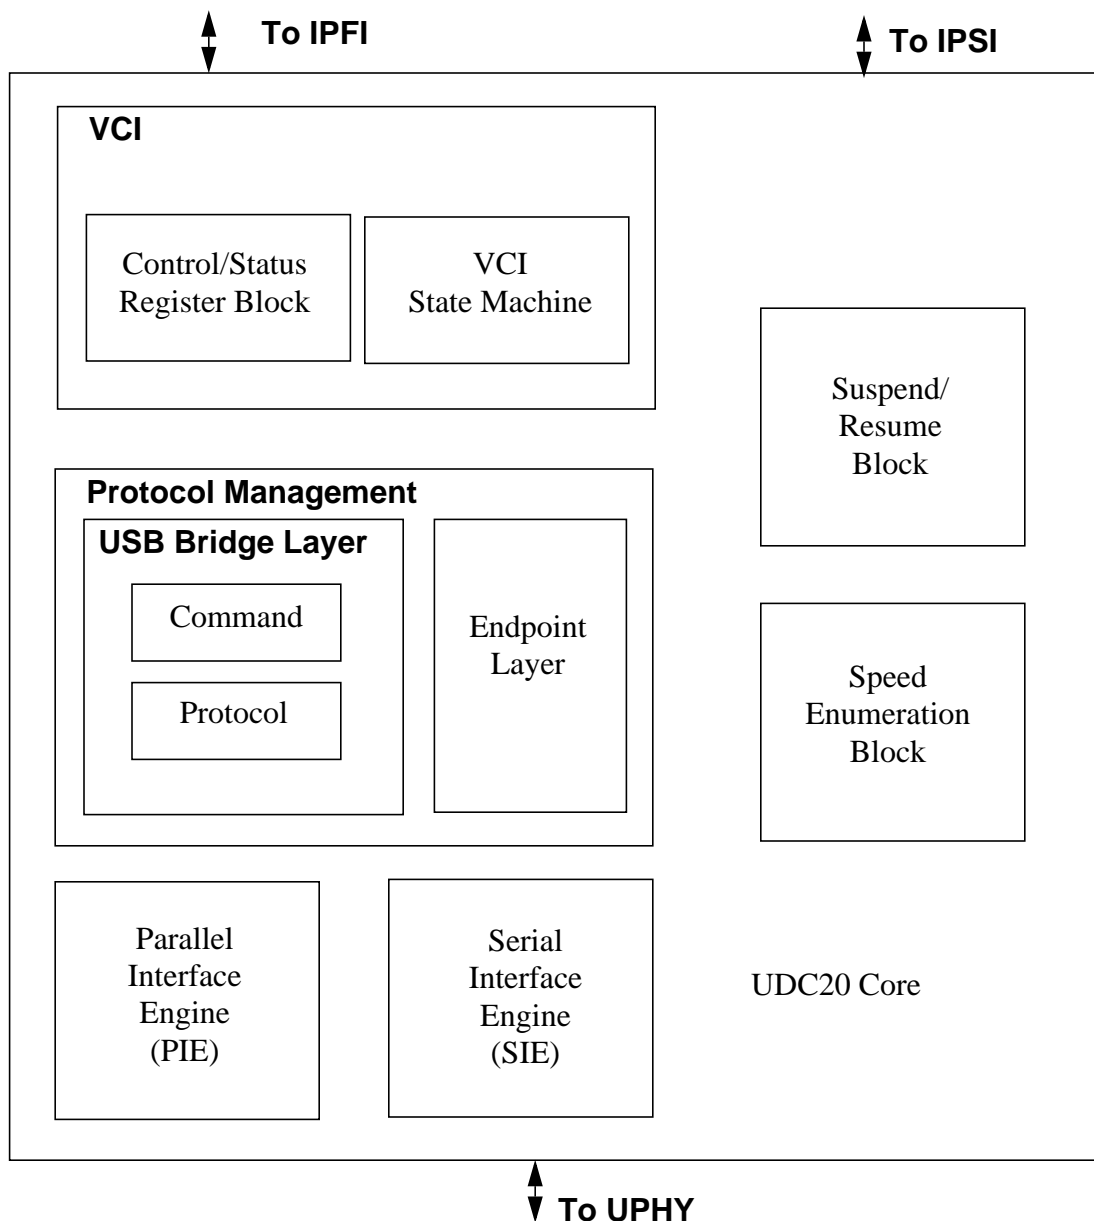 To IPFI
To IPSI
VCI
Control/Status
Register Block
VCI
State Machine
Suspend/
Resume
Block
Protocol Management
USB Bridge Layer
Command
Protocol
Endpoint
Layer
Speed
Enumeration
Block
Parallel
Interface
Engine
(PIE)
Serial
Interface
Engine
(SIE)
UDC20 Core
To UPHY